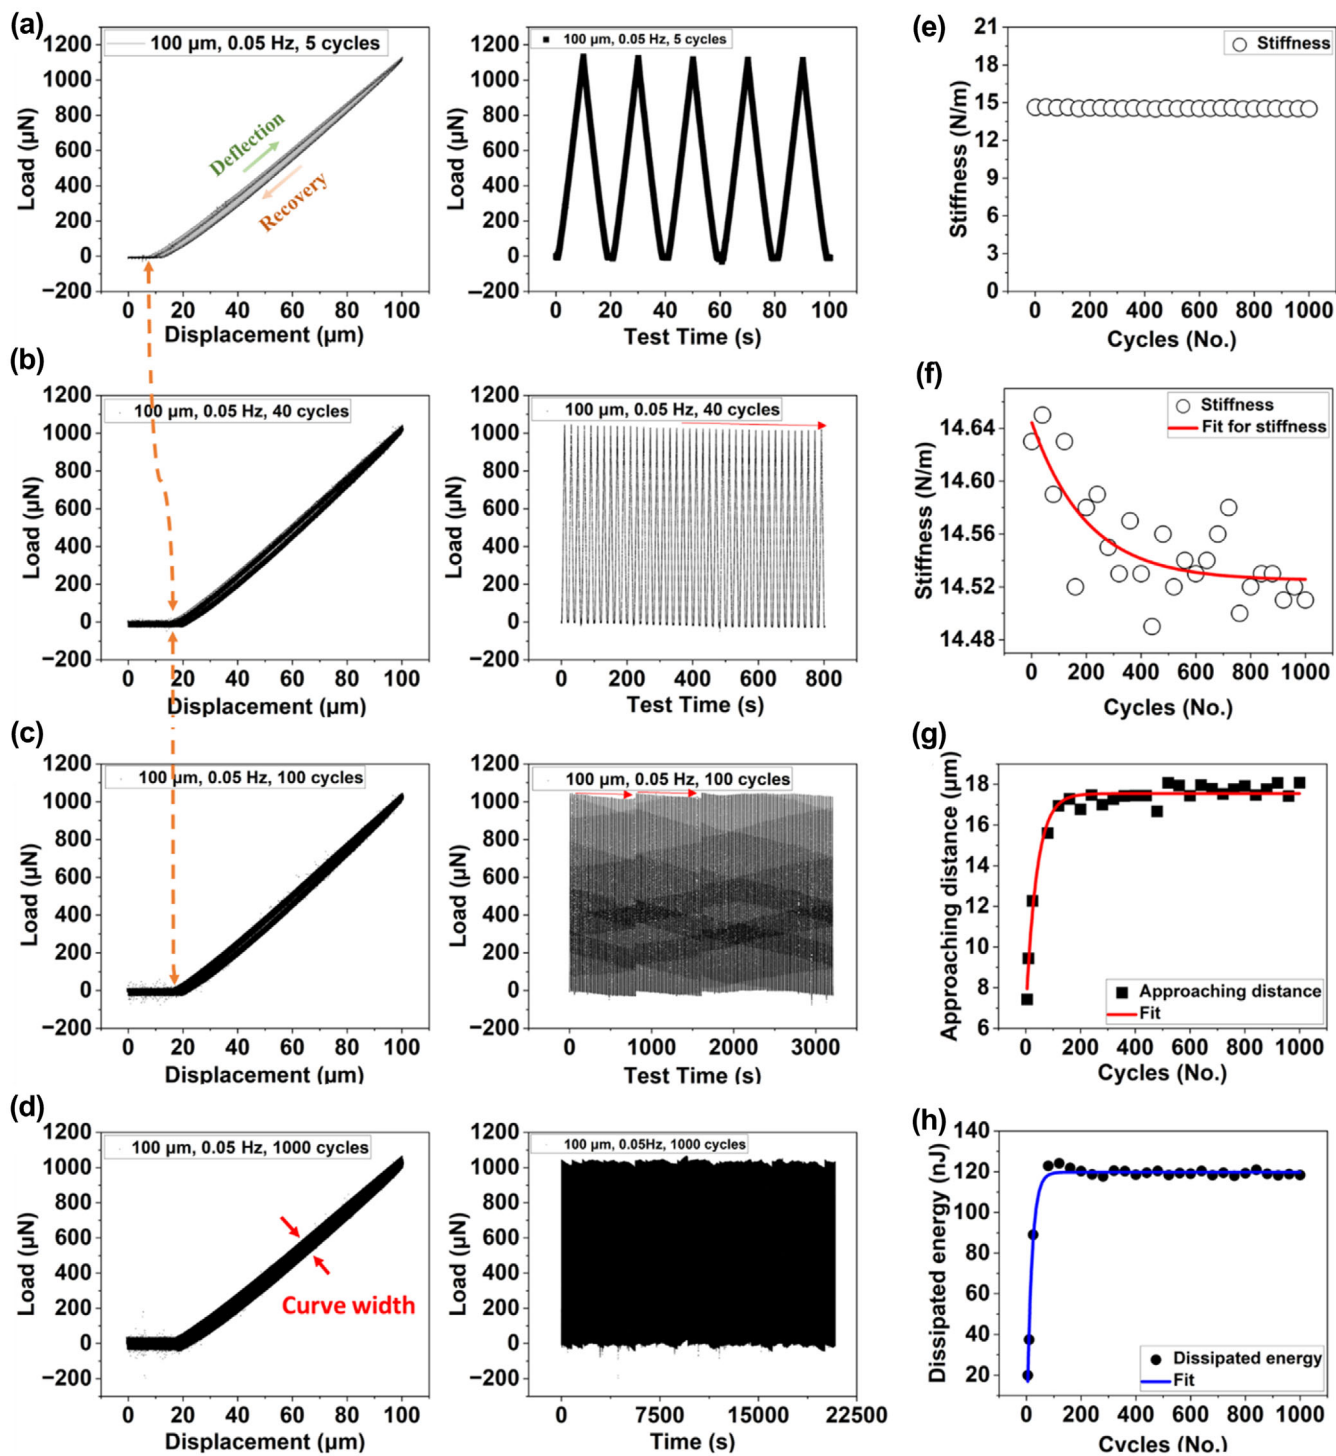 (a)
100 µm, 0.05 Hz, 5 cycles
Load (µN)
1200
1000
800
600
400
200
0
−200
Deflection
Recovery
0 20 40 60 80 100
Displacement (µm)
100 µm, 0.05 Hz, 5 cycles
Load (µN)
1200
1000
800
600
400
200
0
−200
0 20 40 60 80 100
Test Time (s)
(e)
Stiffness
Stiffness (N/m)
21
18
15
12
9
6
3
0
0 200 400 600 800 1000
Cycles (No.)
(b)
100 µm, 0.05 Hz, 40 cycles
Load (µN)
1200
1000
800
600
400
200
0
−200
0 20 40 60 80 100
Displacement (µm)
100 µm, 0.05 Hz, 40 cycles
Load (µN)
1200
1000
800
600
400
200
0
−200
0 200 400 600 800
Test Time (s)
(f)
Stiffness
Fit for stiffness
Stiffness (N/m)
14.64
14.60
14.56
14.52
14.48
0 200 400 600 800 1000
Cycles (No.)
(c)
100 µm, 0.05 Hz, 100 cycles
Load (µN)
1200
1000
800
600
400
200
0
−200
0 20 40 60 80 100
Displacement (µm)
100 µm, 0.05 Hz, 100 cycles
Load (µN)
1200
1000
800
600
400
200
0
−200
0 1000 2000 3000
Test Time (s)
(g)
Approaching distance
Fit
Approaching distance (µm)
18
16
14
12
10
8
6
0 200 400 600 800 1000
Cycles (No.)
(d)
100 µm, 0.05 Hz, 1000 cycles
Load (µN)
1200
1000
800
600
400
200
0
−200
Curve width
0 20 40 60 80 100
Displacement (µm)
100 µm, 0.05Hz, 1000 cycles
Load (µN)
1200
1000
800
600
400
200
0
−200
0 7500 15000 22500
Time (s)
(h)
Dissipated energy
Fit
Dissipated energy (nJ)
140
120
100
80
60
40
20
0 200 400 600 800 1000
Cycles (No.)